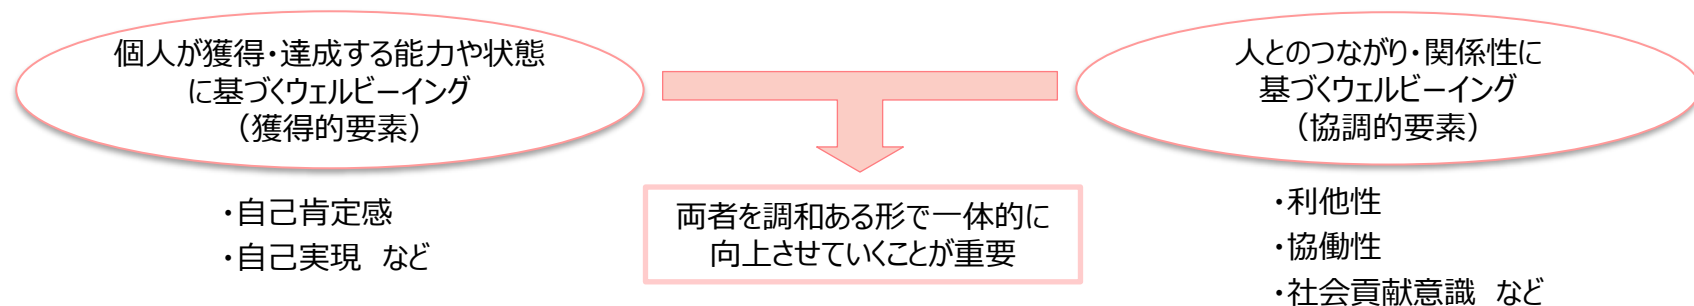 個人が獲得・達成する能力や状態
に基づくウェルビーイング
（獲得的要素）
・自己肯定感
・自己実現　など
両者を調和ある形で一体的に
向上させていくことが重要
人とのつながり・関係性に
基づくウェルビーイング
（協調的要素）
・利他性
・協働性
・社会貢献意識　など